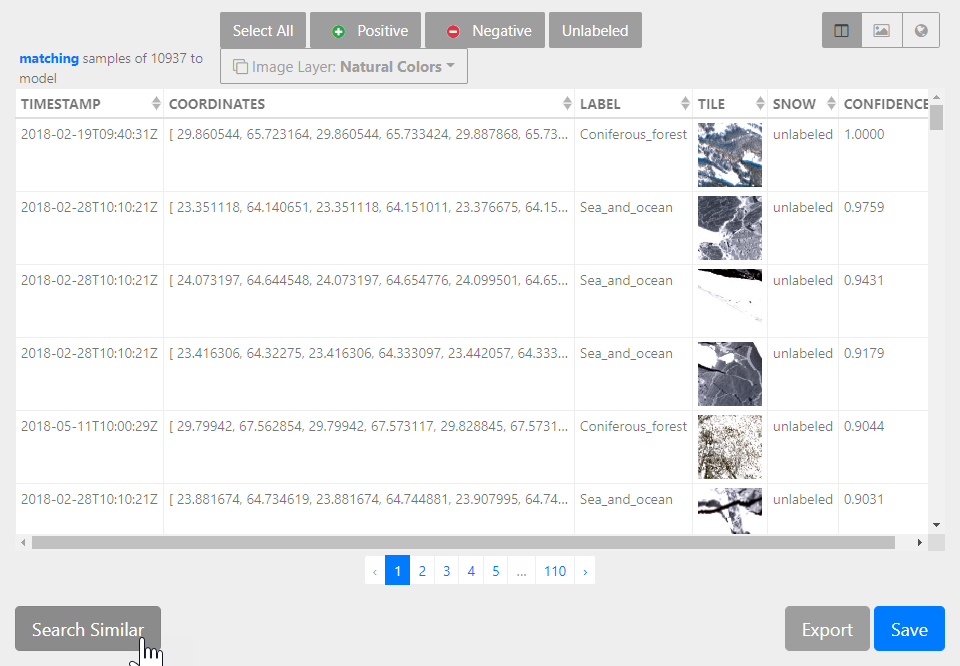 Select All Positive Negative Unlabeled
matching samples of 10937 to
model
Image Layer: Natural Colors
TIMESTAMP COORDINATES LABEL TILE SNOW CONFIDENCE
2018-02-19T09:40:31Z [ 29.860544, 65.723164, 29.860544, 65.733424, 29.887868, 65.73... Coniferous_forest unlabeled 1.0000
2018-02-28T10:10:21Z [ 23.351118, 64.140651, 23.351118, 64.151011, 23.376675, 64.15... Sea_and_ocean unlabeled 0.9759
2018-02-28T10:10:21Z [ 24.073197, 64.644548, 24.073197, 64.654776, 24.099501, 64.65... Sea_and_ocean unlabeled 0.9431
2018-02-28T10:10:21Z [ 23.416306, 64.32275, 23.416306, 64.333097, 23.442057, 64.333... Sea_and_ocean unlabeled 0.9179
2018-05-11T10:00:29Z [ 29.79942, 67.562854, 29.79942, 67.573117, 29.828845, 67.5731... Coniferous_forest unlabeled 0.9044
2018-02-28T10:10:21Z [ 23.881674, 64.734619, 23.881674, 64.744881, 23.907995, 64.74... Sea_and_ocean unlabeled 0.9031
‹ 1 2 3 4 5 ... 110 ›
Search Similar Export Save